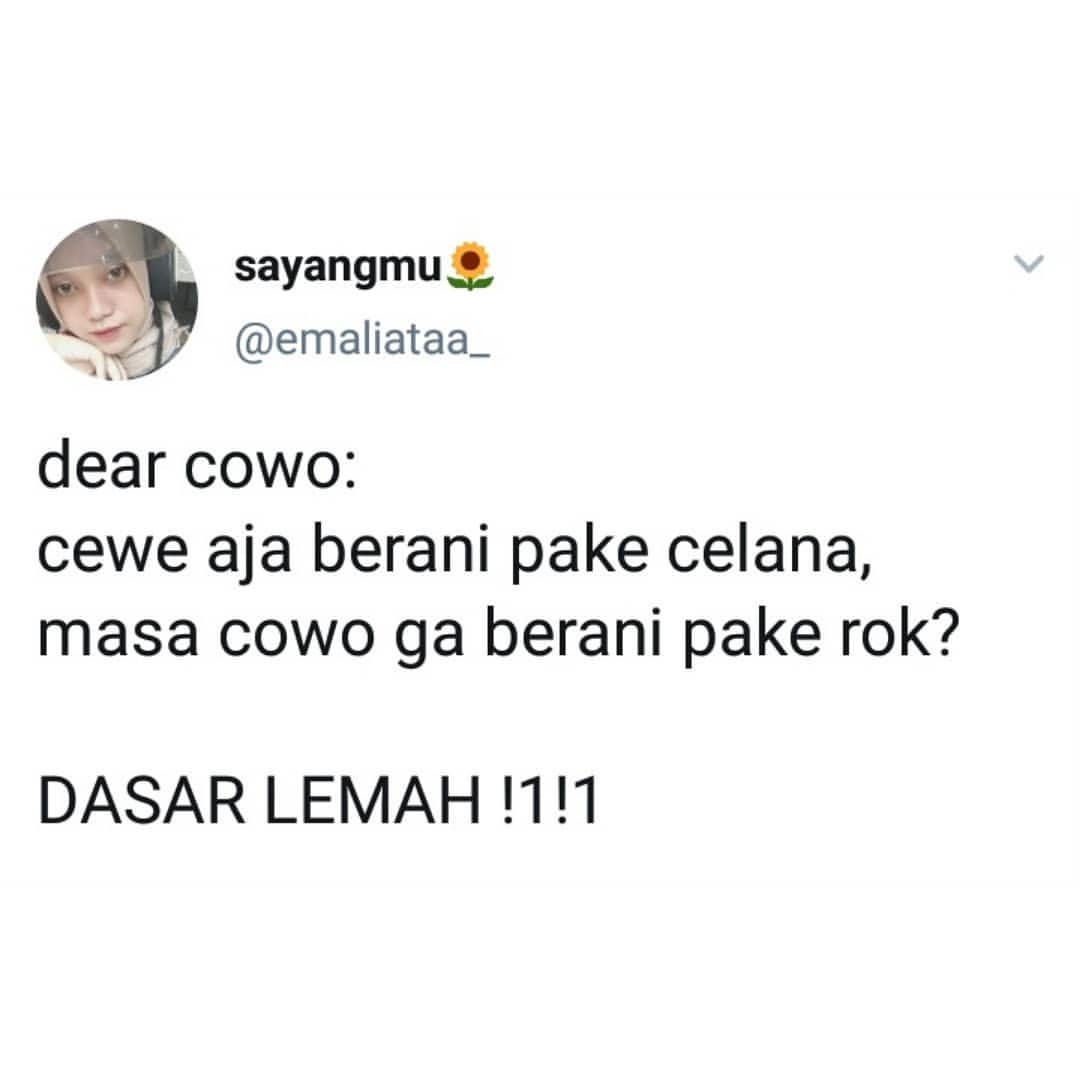 sayangmu🌻
@emaliataa_
dear cowo:
cewe aja berani pake celana,
masa cowo ga berani pake rok?
DASAR LEMAH !1!1